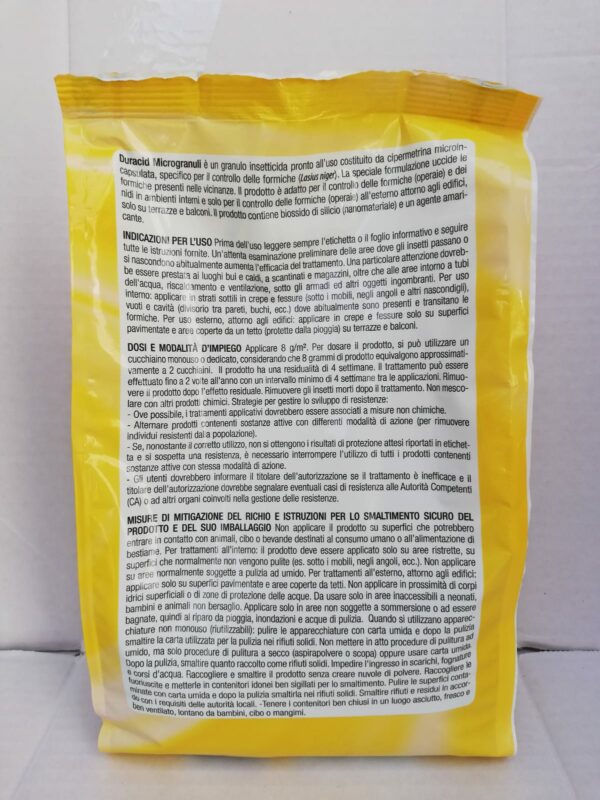 Duracid Microgranuli è un granulo insetticida pronto all'uso costituito da cipermetrina microin-
capsulata, specifico per il controllo delle formiche (Lasius niger). La speciale formulazione uccide le
formiche presenti nelle vicinanze. Il prodotto è adatto per il controllo delle formiche (operaie) e dei
nidi in ambienti interni e solo per il controllo delle formiche (operaie) all'esterno attorno agli edifici,
solo su terrazze e balconi. Il prodotto contiene biossido di silicio (nanomateriale) e un agente amari-
cante.
INDICAZIONI PER L'USO Prima dell'uso leggere sempre l'etichetta o il foglio informativo e seguire
tutte le istruzioni fornite. Un'attenta esaminazione preliminare delle aree dove gli insetti passano o
si nascondono abitualmente aumenta l'efficacia del trattamento. Una particolare attenzione dovreb-
be essere prestata ai luoghi bui e caldi, a scantinati e magazzini, oltre che alle aree intorno a tubi
dell'acqua, riscaldamento e ventilazione, sotto gli armadi ed altri oggetti ingombranti. Per uso
interno: applicare in strati sottili in crepe e fessure (sotto i mobili, negli angoli e altri nascondigli),
vuoti e cavità (divisorio tra pareti, buchi, ecc.) dove abitualmente sono presenti e transitano le
formiche. Per uso esterno, attorno agli edifici: applicare in crepe e fessure solo su superfici
pavimentate e aree coperte da un tetto (protette dalla pioggia) su terrazze e balconi.
DOSI E MODALITÀ D'IMPIEGO Applicare 8 g/m². Per dosare il prodotto, si può utilizzare un
cucchiaino monouso o dedicato, considerando che 8 grammi di prodotto equivalgono approssimati-
vamente a 2 cucchiaini. Il prodotto ha una residualità di 4 settimane. Il trattamento può essere
effettuato fino a 2 volte all'anno con un intervallo minimo di 4 settimane tra le applicazioni. Rimuo-
vere il prodotto dopo l'effetto residuale. Rimuovere gli insetti morti dopo il trattamento. Non mesco-
lare con altri prodotti chimici. Strategie per gestire lo sviluppo di resistenze:
- Ove possibile, i trattamenti applicativi dovrebbero essere associati a misure non chimiche.
- Alternare prodotti contenenti sostanze attive con differenti modalità di azione (per rimuovere
individui resistenti dala popolazione).
- Se, nonostante il corretto utilizzo, non si ottengono i risultati di protezione attesi riportati in etichet-
ta e si sospetta una resistenza, è necessario interrompere l'utilizzo di tutti i prodotti contenenti
sostanze attive con stessa modalità di azione.
- Gli utenti dovrebbero informare il titolare dell'autorizzazione se il trattamento è inefficace e il
titolare dell'autorizzazione dovrebbe segnalare eventuali casi di resistenza alle Autorità Competenti
(CA) o ad altri organi coinvolti nella gestione delle resistenze.
MISURE DI MITIGAZIONE DEL RICHIO E ISTRUZIONI PER LO SMALTIMENTO SICURO DEL
PRODOTTO E DEL SUO IMBALLAGGIO Non applicare il prodotto su superfici che potrebbero
entrare in contatto con animali, cibo o bevande destinati al consumo umano o all'alimentazione di
bestiame. Per trattamenti all'interno: il prodotto deve essere applicato solo su aree ristrette, su
superfici che normalmente non vengono pulite (es. sotto i mobili, negli angoli, ecc.). Non applicare
su aree normalmente soggette a pulizia ad umido. Per trattamenti all'esterno, attorno agli edifici:
applicare solo su superfici pavimentate e aree coperte da tetti. Non applicare in prossimità di corpi
idrici superficiali o di zone di protezione delle acque. Da usare solo in aree inaccessibili a neonati,
bambini e animali non bersaglio. Applicare solo in aree non soggette a sommersione o ad essere
bagnate, quindi al riparo da pioggia, inondazioni e acque di pulizia. Quando si utilizzano apparec-
chiature non monouso (riutilizzabili): pulire le apparecchiature con carta umida e dopo la pulizia
smaltire la carta utilizzata per la pulizia nei rifiuti solidi. Non mettere in atto procedure di pulitura ad
umido, ma solo procedure di pulitura a secco (aspirapolvere o scopa) oppure usare carta umida.
Dopo la pulizia, smaltire quanto raccolto come rifiuti solidi. Impedire l'ingresso in scarichi, fognature
e corsi d'acqua. Raccogliere e smaltire il prodotto senza creare nuvole di polvere. Raccogliere le
fuoriuscite e metterle in contenitori idonei ben sigillati per lo smaltimento. Pulire le superfici conta-
minate con carta umida e dopo la pulizia smaltirla nei rifiuti solidi. Smaltire rifiuti e residui in accor-
do con i requisiti delle autorità locali. -Tenere i contenitori ben chiusi in un luogo asciutto, fresco e
ben ventilato, lontano da bambini, cibo o mangimi.